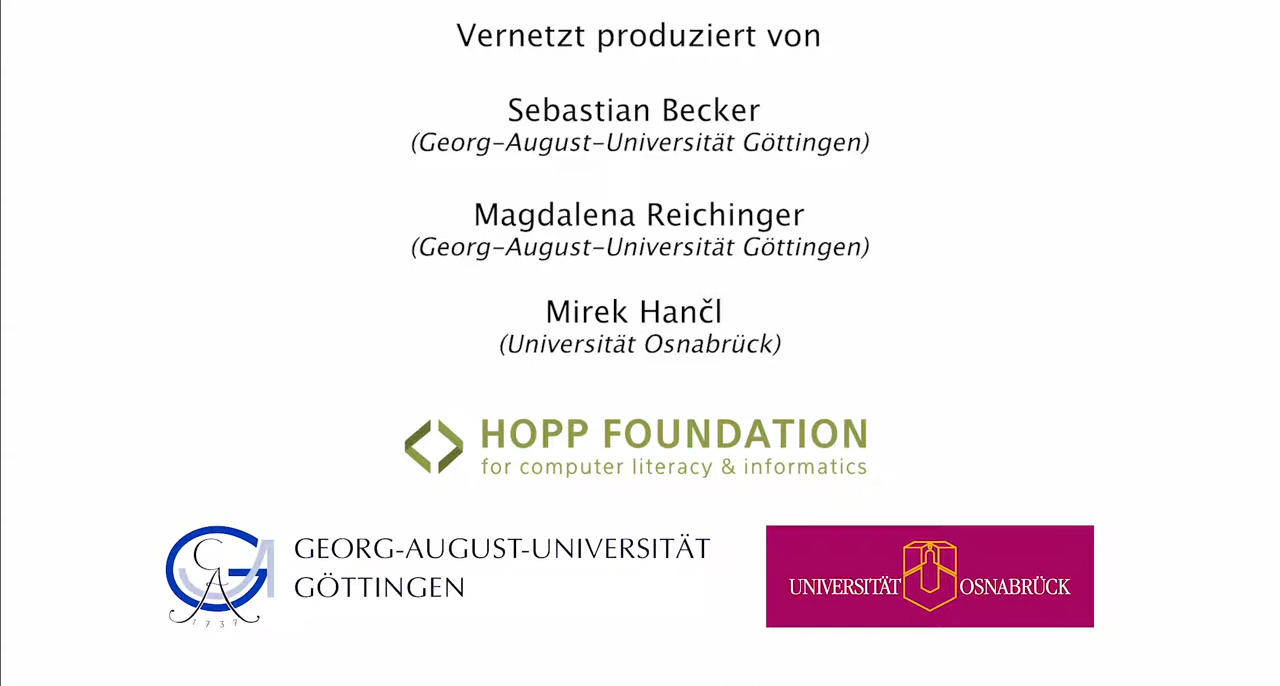 Vernetzt produziert von
Sebastian Becker
(Georg-August-Universität Göttingen)
Magdalena Reichinger
(Georg-August-Universität Göttingen)
Mirek Hančl
(Universität Osnabrück)
HOPP FOUNDATION
for computer literacy & informatics
GEORG-AUGUST-UNIVERSITÄT
GÖTTINGEN
1737
UNIVERSITÄT OSNABRÜCK